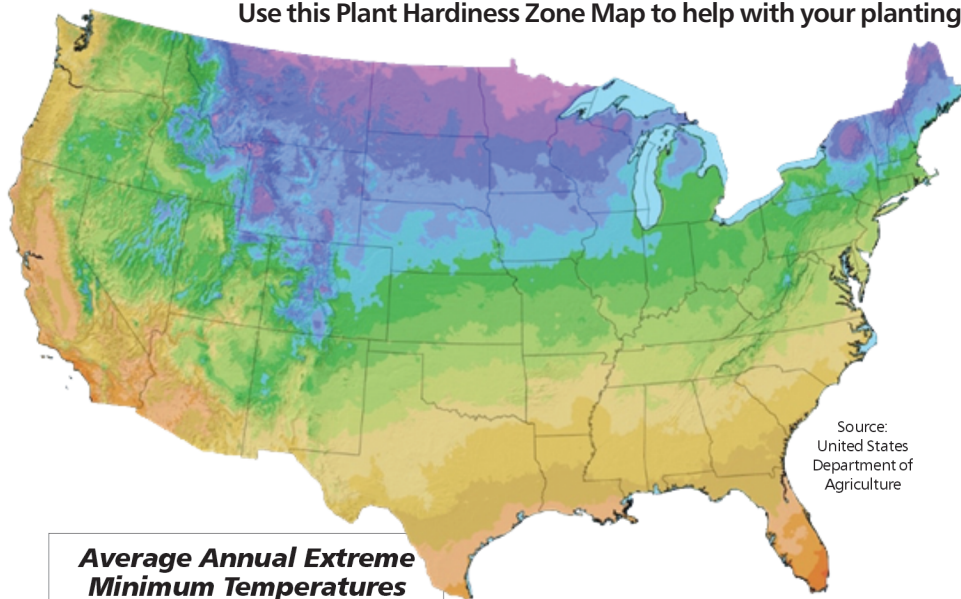 Use this Plant Hardiness Zone Map to help with your planting
Source:
United States
Department of
Agriculture
Average Annual Extreme
Minimum Temperatures